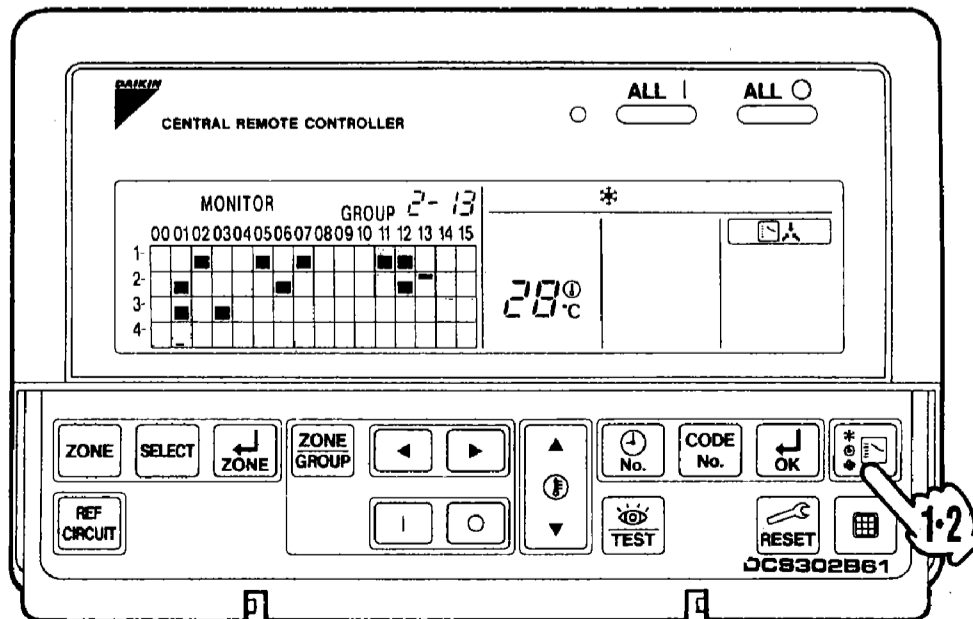 DAIKIN
CENTRAL REMOTE CONTROLLER
ALL |
ALL ○
MONITOR
GROUP 2-13
00 01 02 03 04 05 06 07 08 09 10 11 12 13 14 15
1-
2-
3-
4-
28 °C
ZONE
SELECT
ZONE
ZONE
GROUP
No.
CODE
No.
OK
REF
CIRCUIT
|
○
TEST
RESET
1·2
DCS302B61